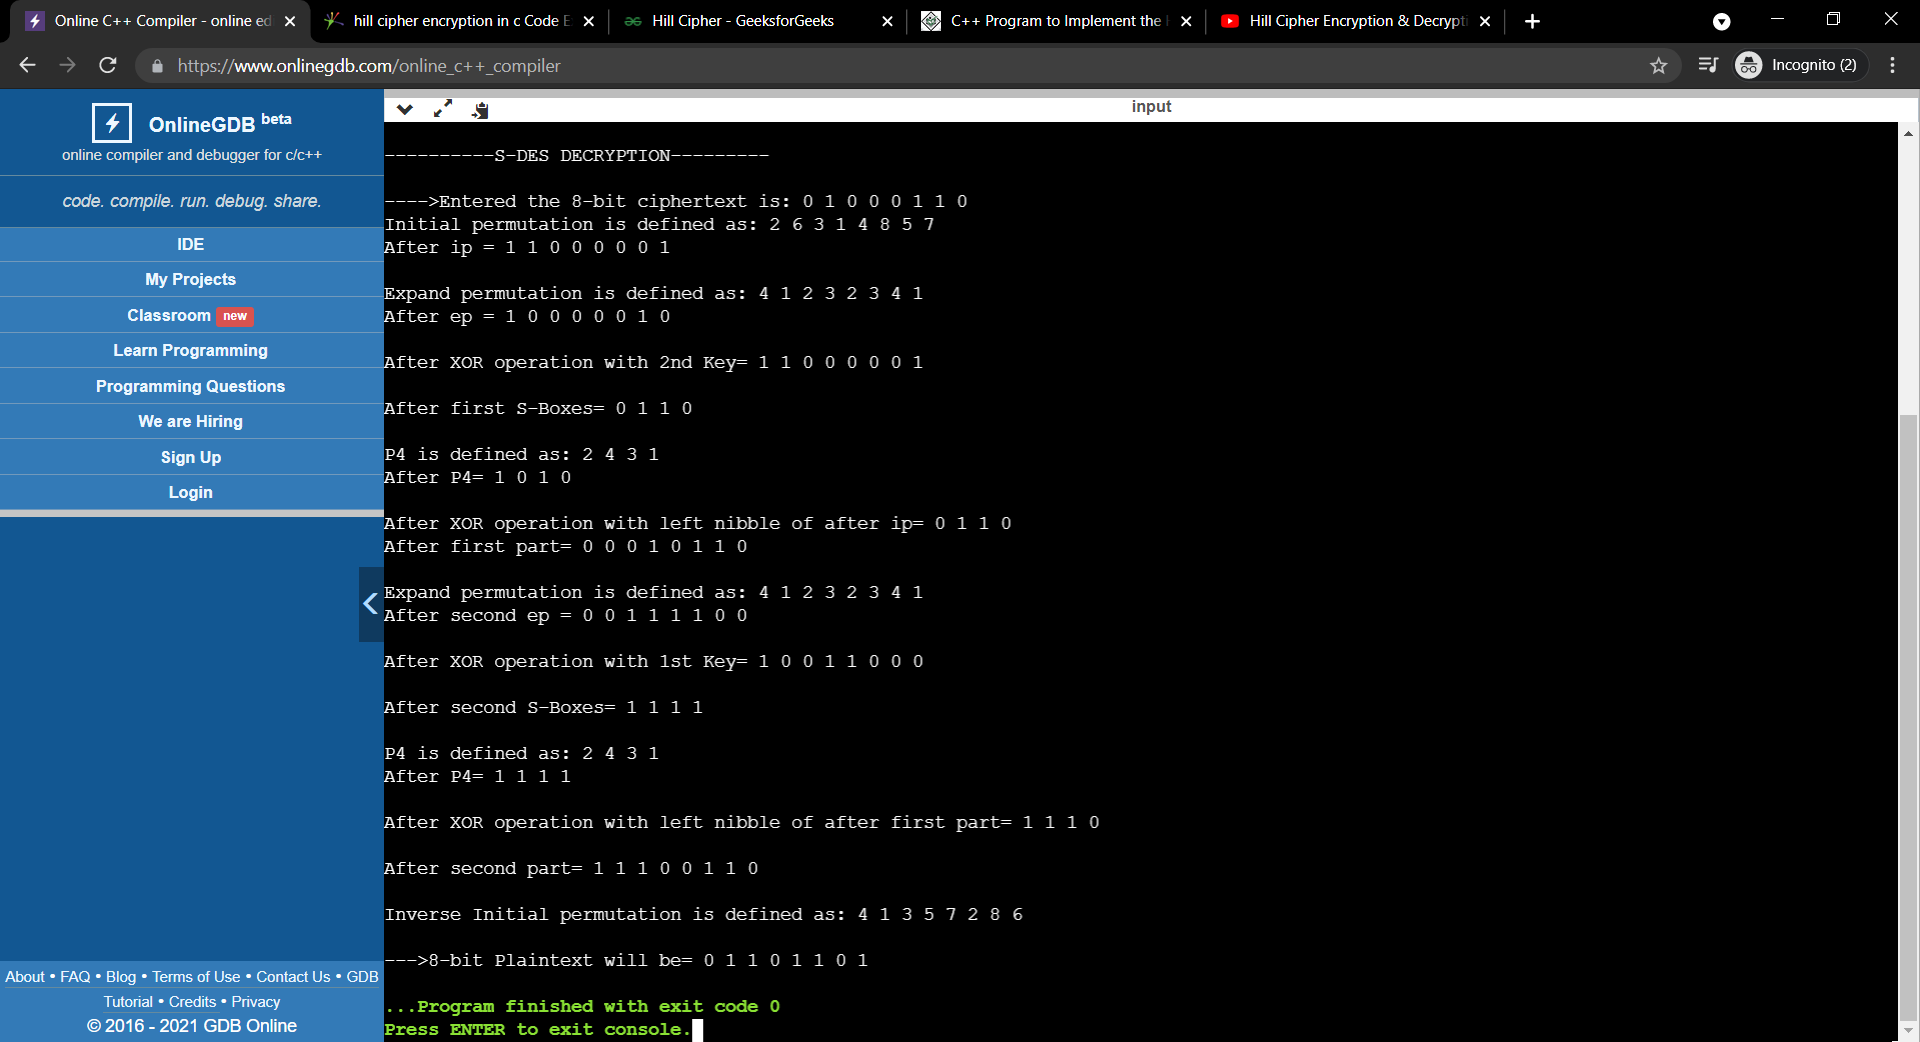 Online C++ Compiler - online ed
hill cipher encryption in c Code E
Hill Cipher - GeeksforGeeks
C++ Program to Implement the
Hill Cipher Encryption & Decrypti
https://www.onlinegdb.com/online_c++_compiler
Incognito (2)
OnlineGDB beta
online compiler and debugger for c/c++
code. compile. run. debug. share.
IDE
My Projects
Classroom new
Learn Programming
Programming Questions
We are Hiring
Sign Up
Login
About • FAQ • Blog • Terms of Use • Contact Us • GDB
Tutorial • Credits • Privacy
© 2016 - 2021 GDB Online
input
----------S-DES DECRYPTION---------
---->Entered the 8-bit ciphertext is: 0 1 0 0 0 1 1 0
Initial permutation is defined as: 2 6 3 1 4 8 5 7
After ip = 1 1 0 0 0 0 0 1
Expand permutation is defined as: 4 1 2 3 2 3 4 1
After ep = 1 0 0 0 0 0 1 0
After XOR operation with 2nd Key= 1 1 0 0 0 0 0 1
After first S-Boxes= 0 1 1 0
P4 is defined as: 2 4 3 1
After P4= 1 0 1 0
After XOR operation with left nibble of after ip= 0 1 1 0
After first part= 0 0 0 1 0 1 1 0
Expand permutation is defined as: 4 1 2 3 2 3 4 1
After second ep = 0 0 1 1 1 1 0 0
After XOR operation with 1st Key= 1 0 0 1 1 0 0 0
After second S-Boxes= 1 1 1 1
P4 is defined as: 2 4 3 1
After P4= 1 1 1 1
After XOR operation with left nibble of after first part= 1 1 1 0
After second part= 1 1 1 0 0 1 1 0
Inverse Initial permutation is defined as: 4 1 3 5 7 2 8 6
--->8-bit Plaintext will be= 0 1 1 0 1 1 0 1
...Program finished with exit code 0
Press ENTER to exit console.